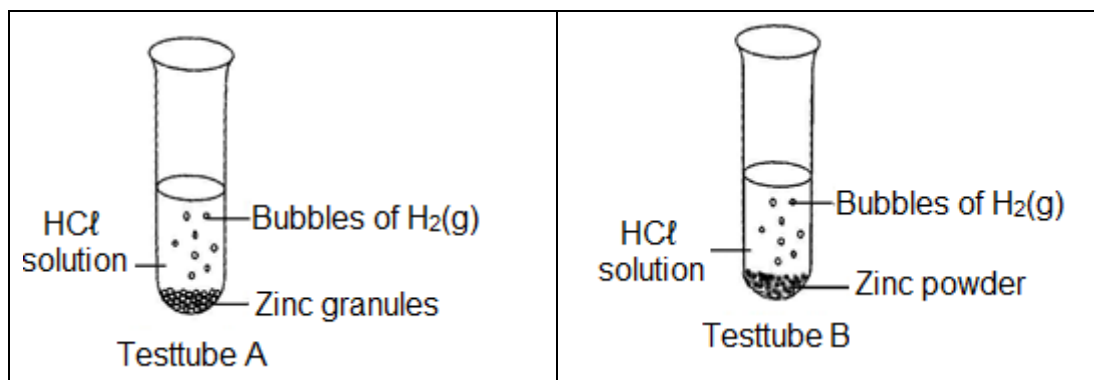 HCℓ
solution
Bubbles of H₂(g)
Zinc granules
Testtube A
HCℓ
solution
Bubbles of H₂(g)
Zinc powder
Testtube B